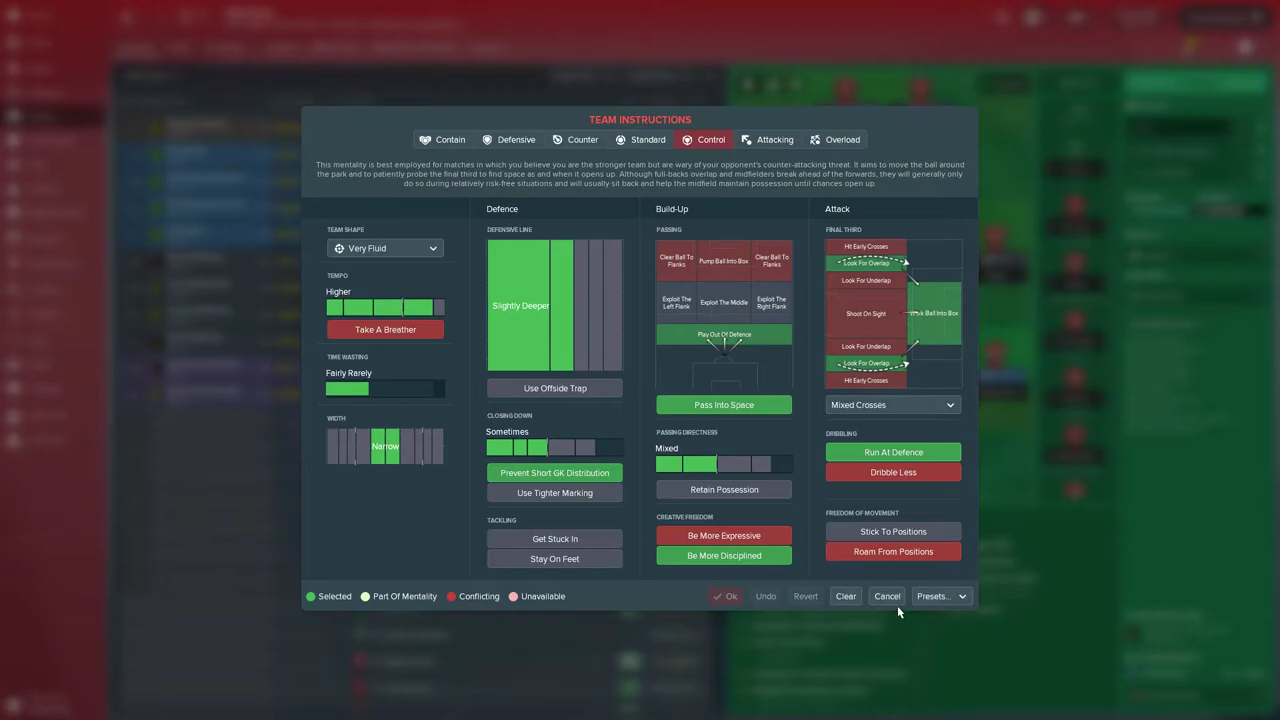 TEAM INSTRUCTIONS
Contain
Defensive
Counter
Standard
Control
Attacking
Overload
This mentality is best employed for matches in which you believe you are the stronger team but are wary of your opponent's counter-attacking threat. It aims to move the ball around
the park and to patiently probe the final third to find space as and when it opens up. Although full-backs and midfielders break ahead of the forwards, they will generally only
do so during relatively risk-free situations and will usually sit back and help the midfield maintain possession until chances open up.
TEAM SHAPE
Very Fluid
TEMPO
Higher
Take A Breather
TIME WASTING
Fairly Rarely
WIDTH
Narrow
Defence
DEFENSIVE LINE
Slightly Deeper
Use Offside Trap
CLOSING DOWN
Sometimes
Prevent Short GK Distribution
Use Tighter Marking
TACKLING
Get Stuck In
Stay On Feet
Build-Up
PASSING
Clear Ball To
Flanks
Pump Ball Into Box
Clear Ball To
Flanks
Exploit The
Left Flank
Exploit The Middle
Exploit The
Right Flank
Play Out Of Defence
Pass Into Space
PASSING DIRECTNESS
Mixed
Retain Possession
CREATIVE FREEDOM
Be More Expressive
Be More Disciplined
Attack
FINAL THIRD
Hit Early Crosses
Look For Overlap
Look For Underlap
Shoot On Sight
Work Ball Into Box
Look For Underlap
Look For Overlap
Hit Early Crosses
Mixed Crosses
DRIBBLING
Run At Defence
Dribble Less
FREEDOM OF MOVEMENT
Stick To Positions
Roam From Positions
Selected
Part Of Mentality
Conflicting
Unavailable
Ok
Undo
Revert
Clear
Cancel
Presets...